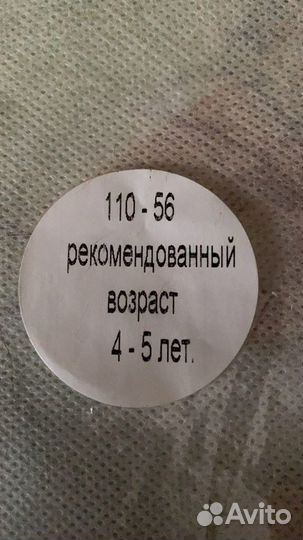 110 - 56
рекомендованный
возраст
4 - 5 лет.
Avito